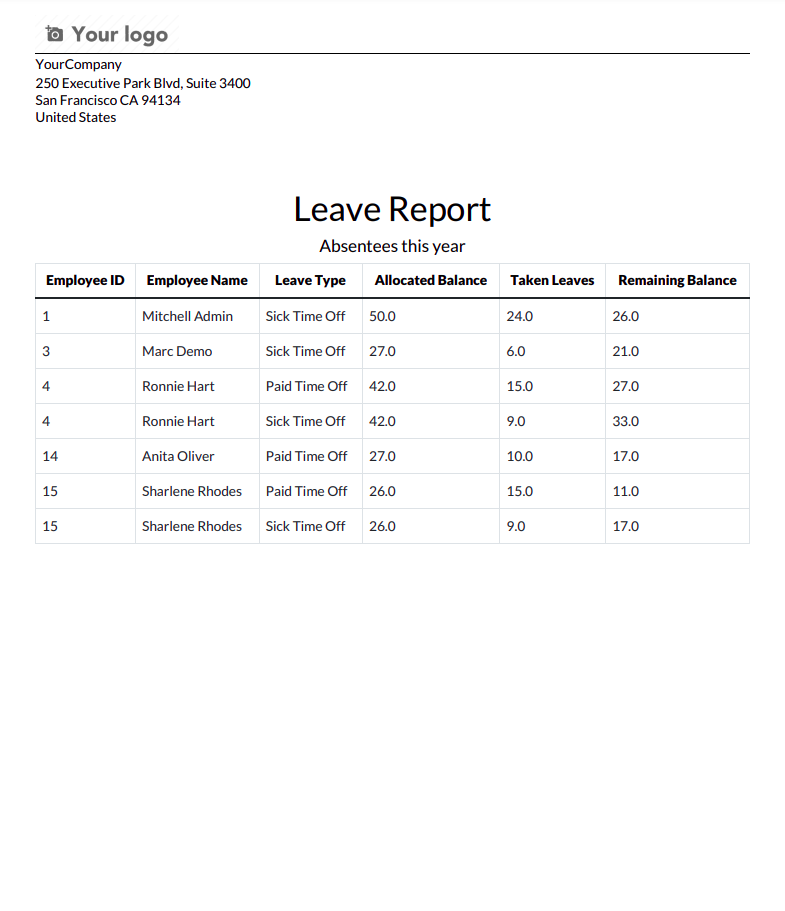 Your logo
YourCompany
250 Executive Park Blvd, Suite 3400
San Francisco CA 94134
United States
Leave Report
Absentees this year
Employee ID Employee Name Leave Type Allocated Balance Taken Leaves Remaining Balance
1 Mitchell Admin Sick Time Off 50.0 24.0 26.0
3 Marc Demo Sick Time Off 27.0 6.0 21.0
4 Ronnie Hart Paid Time Off 42.0 15.0 27.0
4 Ronnie Hart Sick Time Off 42.0 9.0 33.0
14 Anita Oliver Paid Time Off 27.0 10.0 17.0
15 Sharlene Rhodes Paid Time Off 26.0 15.0 11.0
15 Sharlene Rhodes Sick Time Off 26.0 9.0 17.0